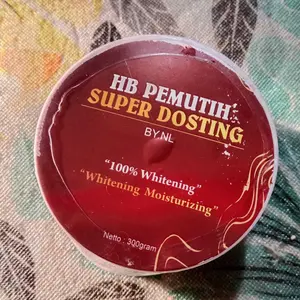 HB PEMUTIH
SUPER DOSTING
BY.NL
"100% Whitening"
"Whitening Moisturizing"
Netto : 300gram